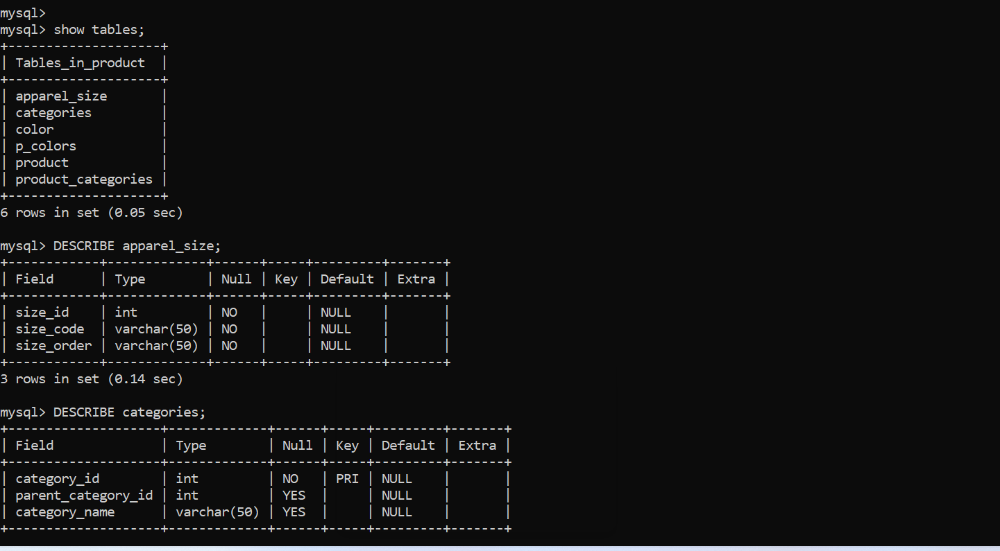 mysql>
mysql> show tables;
+--------------------+
| Tables_in_product  |
+--------------------+
| apparel_size       |
| categories         |
| color              |
| p_colors           |
| product            |
| product_categories |
+--------------------+
6 rows in set (0.05 sec)

mysql> DESCRIBE apparel_size;
+------------+-------------+------+-----+---------+-------+
| Field      | Type        | Null | Key | Default | Extra |
+------------+-------------+------+-----+---------+-------+
| size_id    | int         | NO   |     | NULL    |       |
| size_code  | varchar(50) | NO   |     | NULL    |       |
| size_order | varchar(50) | NO   |     | NULL    |       |
+------------+-------------+------+-----+---------+-------+
3 rows in set (0.14 sec)

mysql> DESCRIBE categories;
+--------------------+-------------+------+-----+---------+-------+
| Field              | Type        | Null | Key | Default | Extra |
+--------------------+-------------+------+-----+---------+-------+
| category_id        | int         | NO   | PRI | NULL    |       |
| parent_category_id | int         | YES  |     | NULL    |       |
| category_name      | varchar(50) | YES  |     | NULL    |       |
+--------------------+-------------+------+-----+---------+-------+